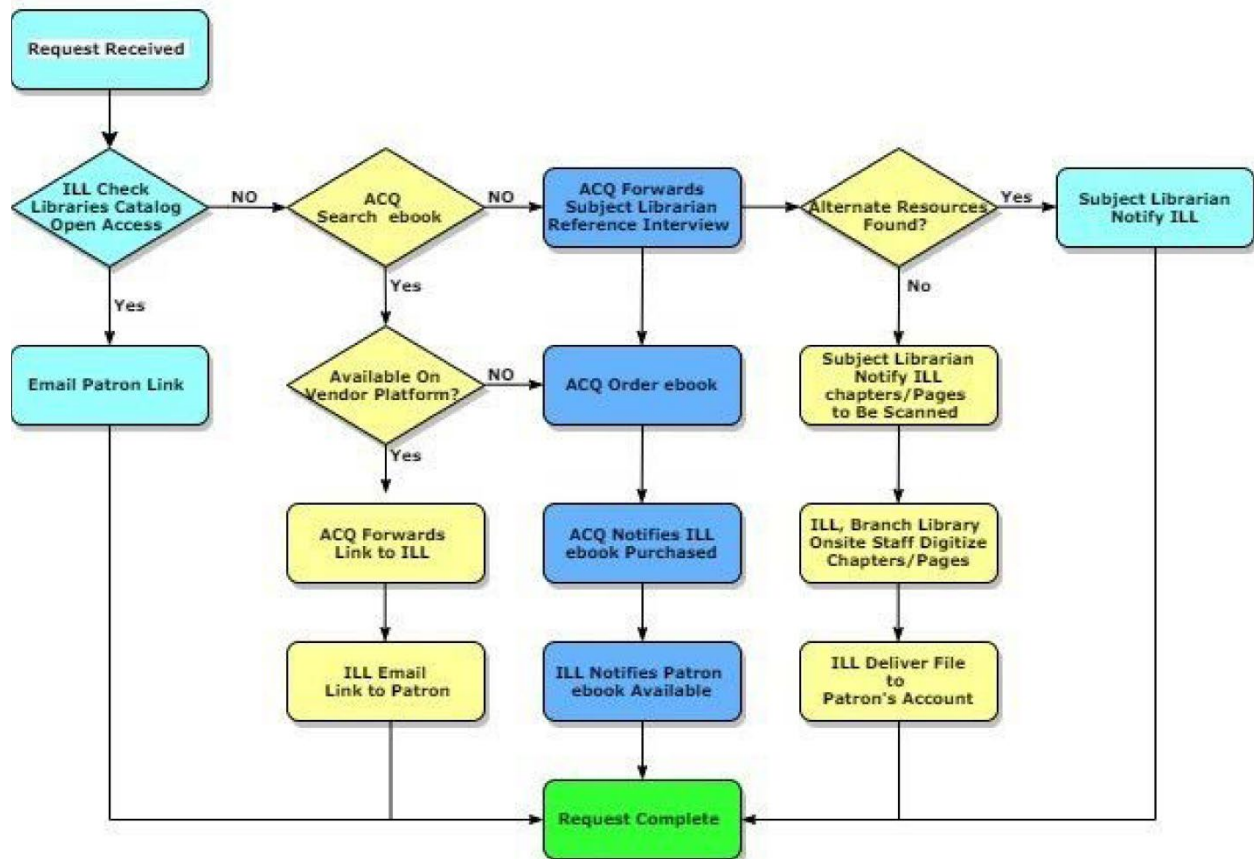 Request Received
ILL Check
Libraries Catalog
Open Access
NO
ACQ
Search ebook
NO
ACQ Forwards
Subject Librarian
Reference Interview
Alternate Resources
Found?
Yes
Subject Librarian
Notify ILL
Yes
Yes
No
Email Patron Link
Available On
Vendor Platform?
NO
ACQ Order ebook
Subject Librarian
Notify ILL
chapters/Pages
to Be Scanned
Yes
ACQ Forwards
Link to ILL
ACQ Notifies ILL
ebook Purchased
ILL, Branch Library
Onsite Staff Digitize
Chapters/Pages
ILL Email
Link to Patron
ILL Notifies Patron
ebook Available
ILL Deliver File
to
Patron's Account
Request Complete